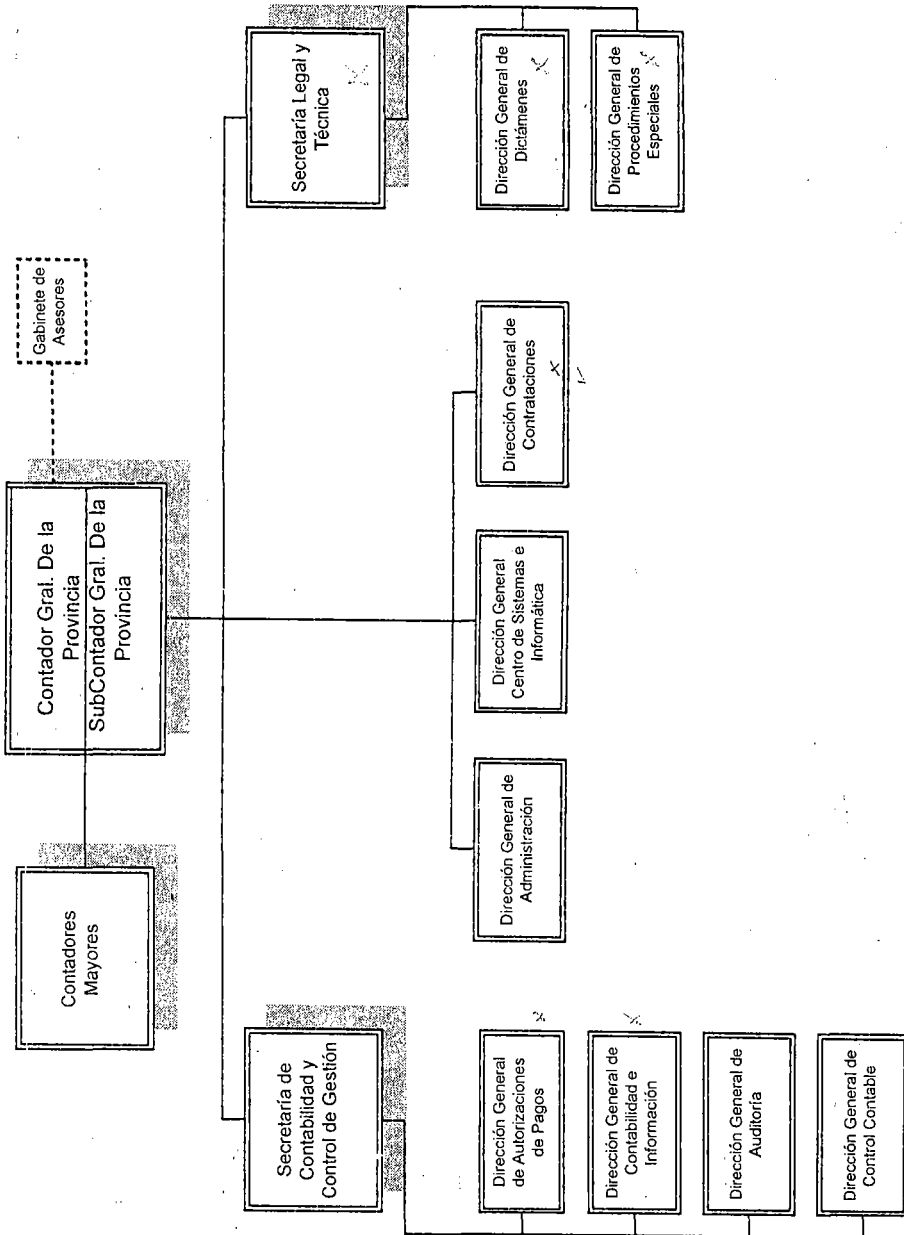 Contadores
Mayores
Contador Gral. De la
Provincia
SubContador Gral. De la
Provincia
Gabinete de
Asesores
Secretaría de
Contabilidad y
Control de Gestión
Secretaría Legal y
Técnica
Dirección General
de Autorizaciones
de Pagos
Dirección General de
Contabilidad e
Información
Dirección General de
Auditoría
Dirección General de
Control Contable
Dirección General de
Administración
Dirección General
Centro de Sistemas e
Informática
Dirección General de
Contrataciones
Dirección General de
Dictámenes
Dirección General de
Procedimientos
Especiales